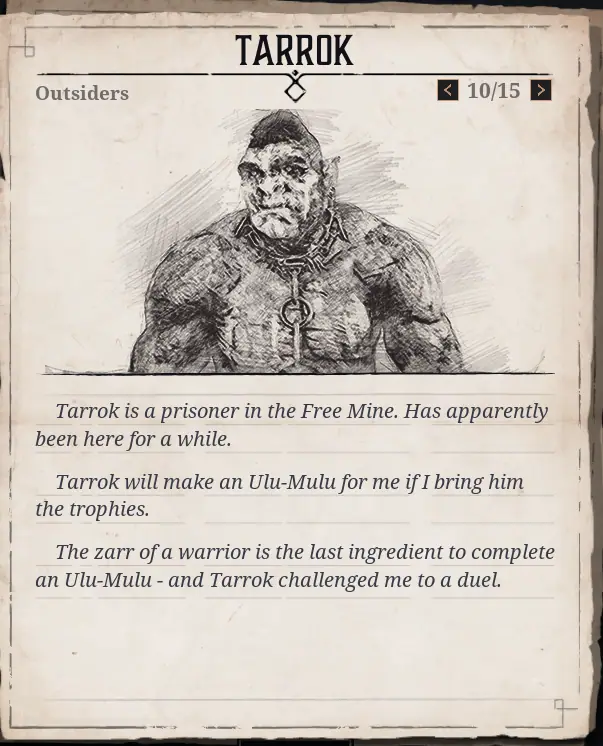 TARROK
Outsiders
< 10/15 >
Tarrok is a prisoner in the Free Mine. Has apparently
been here for a while.
Tarrok will make an Ulu-Mulu for me if I bring him
the trophies.
The zarr of a warrior is the last ingredient to complete
an Ulu-Mulu - and Tarrok challenged me to a duel.